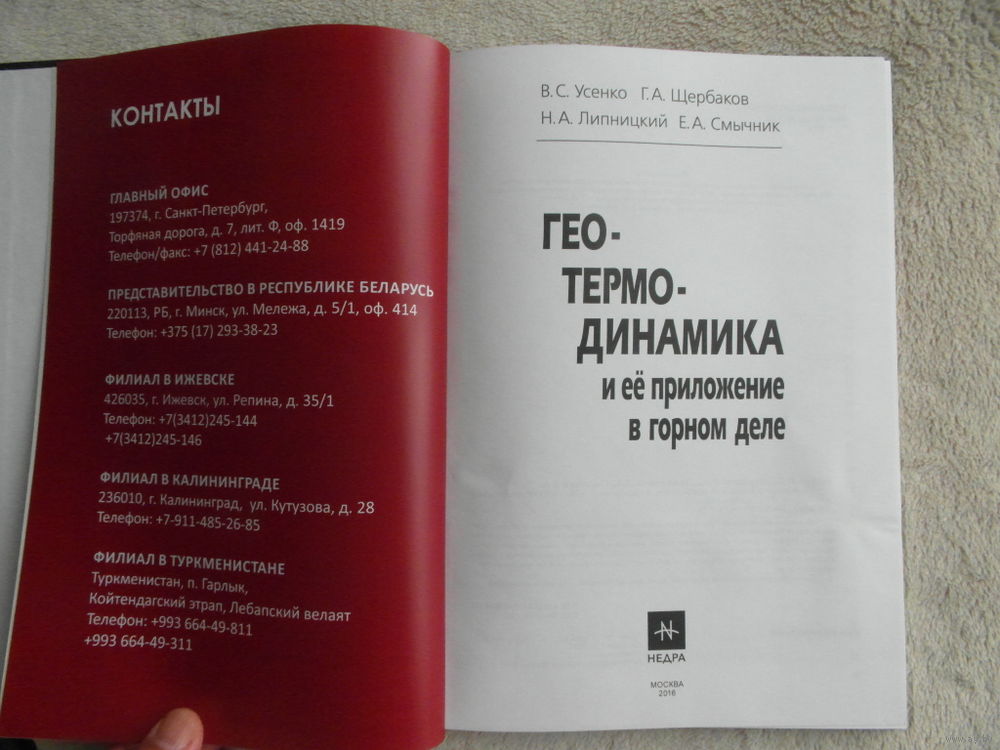 КОНТАКТЫ
ГЛАВНЫЙ ОФИС
197374, г. Санкт-Петербург,
Торфяная дорога, д. 7, лит. Ф, оф. 1419
Телефон/факс: +7 (812) 441-24-88
ПРЕДСТАВИТЕЛЬСТВО В РЕСПУБЛИКЕ БЕЛАРУСЬ
220113, РБ, г. Минск, ул. Мележа, д. 5/1, оф. 414
Телефон: +375 (17) 293-38-23
ФИЛИАЛ В ИЖЕВСКЕ
426035, г. Ижевск, ул. Репина, д. 35/1
Телефон: +7(3412)245-144
+7(3412)245-146
ФИЛИАЛ В КАЛИНИНГРАДЕ
236010, г. Калининград, ул. Кутузова, д. 28
Телефон: +7-911-485-26-85
ФИЛИАЛ В ТУРКМЕНИСТАНЕ
Туркменистан, п. Гарлык,
Койтендагский этрап, Лебапский велаят
Телефон: +993 664-49-811
+993 664-49-311
В.С. Усенко Г.А. Щербаков
Н.А. Липницкий Е.А. Смычник
ГЕО-
ТЕРМО-
ДИНАМИКА
и её приложение
в горном деле
НЕДРА
МОСКВА
2016